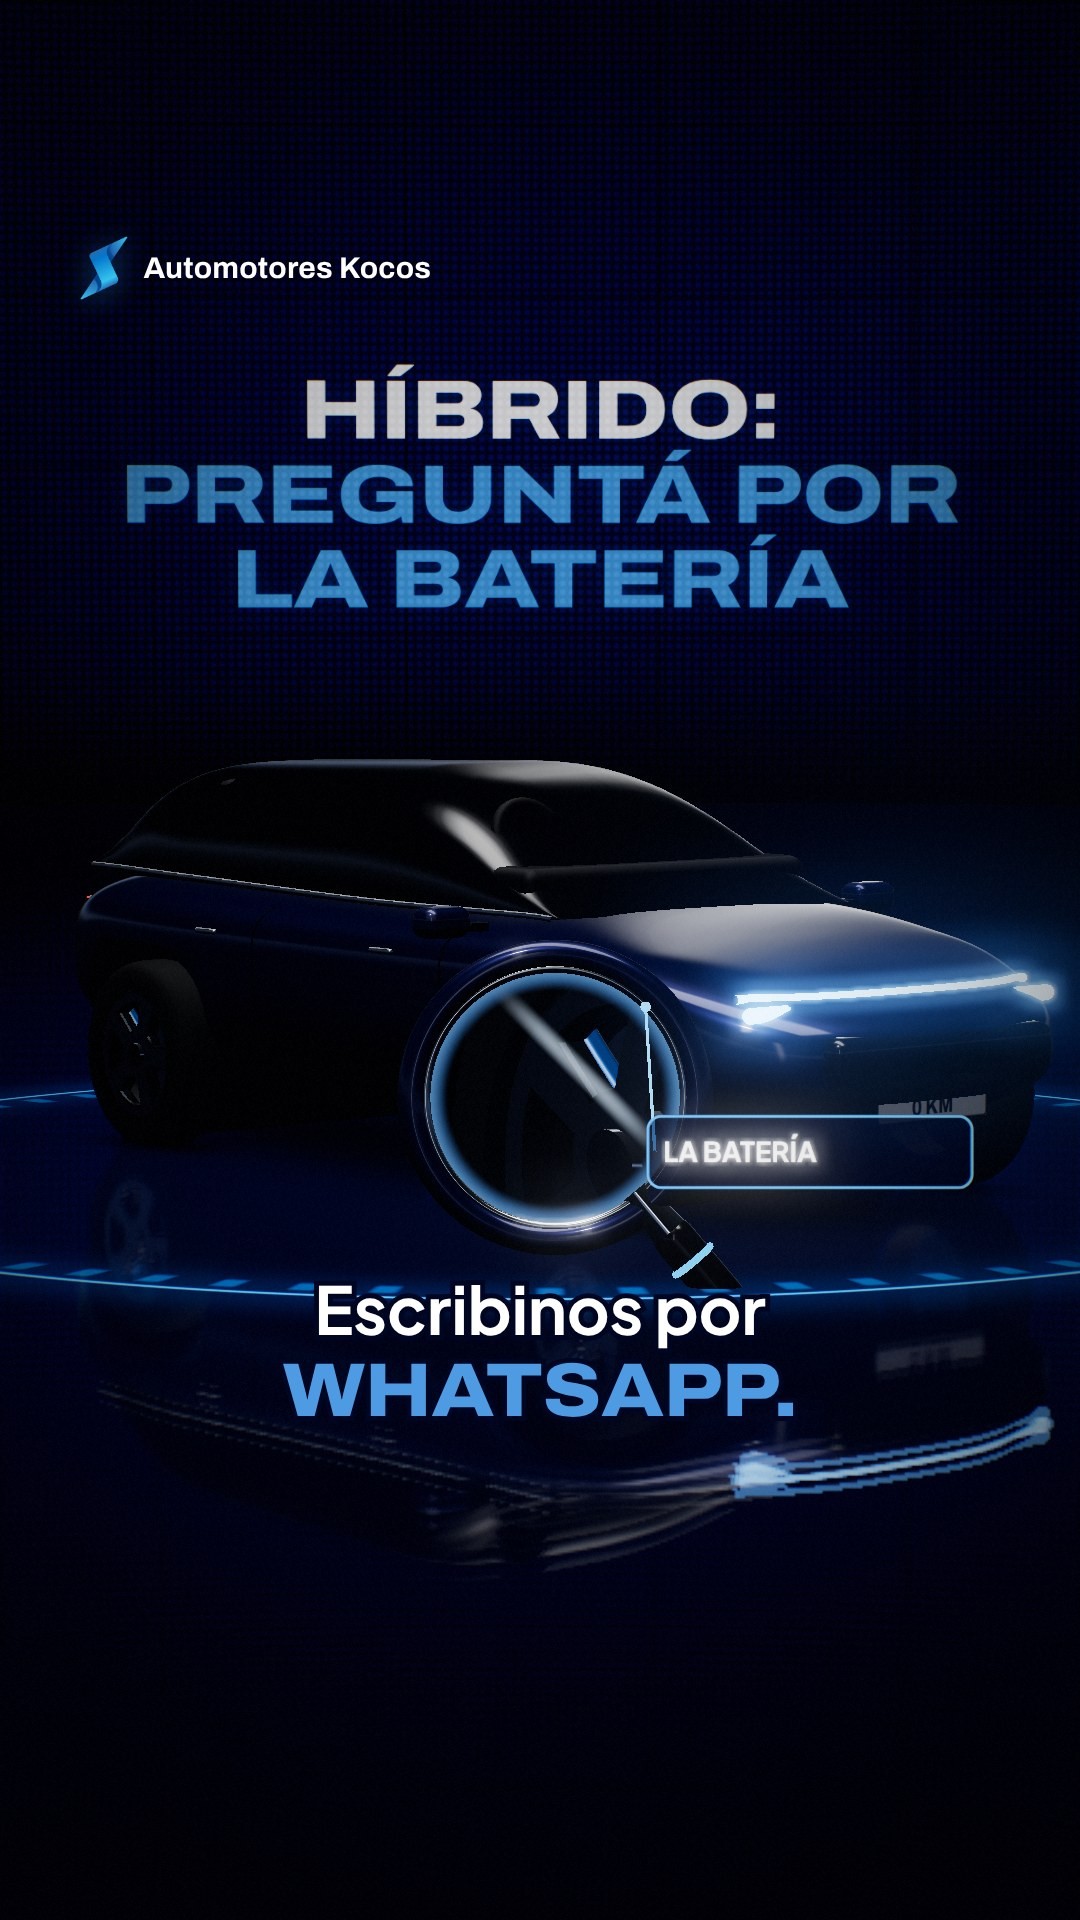 Automotores Kocos
HÍBRIDO:
PREGUNTÁ POR
LA BATERÍA
0 KM
LA BATERÍA
Escribinos por
WHATSAPP.